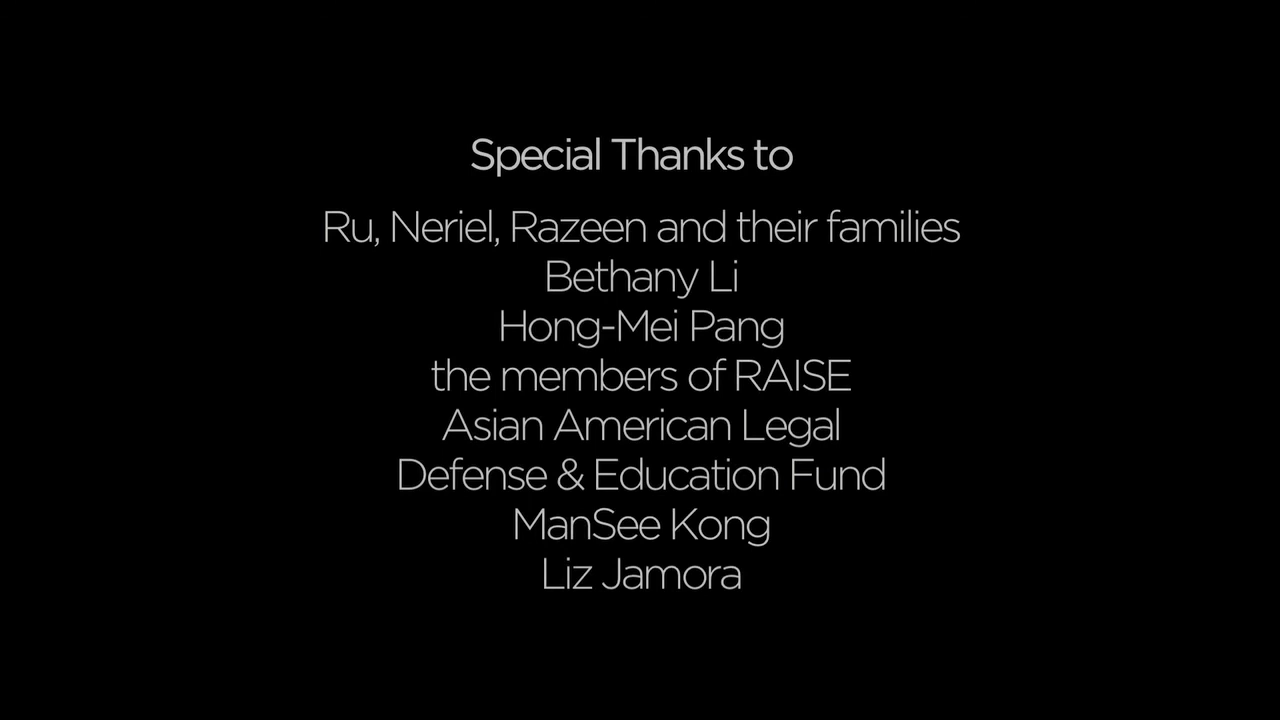 Special Thanks to
Ru, Neriel, Razeen and their families
Bethany Li
Hong-Mei Pang
the members of RAISE
Asian American Legal
Defense & Education Fund
ManSee Kong
Liz Jamora